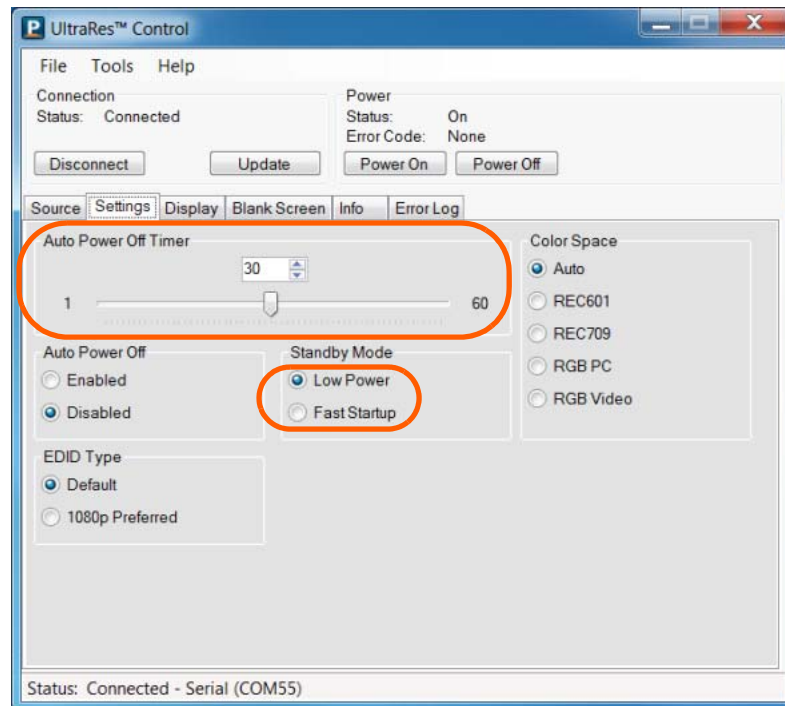 UltraRes™ Control
File Tools Help
Connection
Status: Connected
Disconnect Update
Power
Status: On
Error Code: None
Power On Power Off
Source Settings Display Blank Screen Info Error Log
Auto Power Off Timer
30
1 60
Auto Power Off
Enabled
Disabled
Standby Mode
Low Power
Fast Startup
Color Space
Auto
REC601
REC709
RGB PC
RGB Video
EDID Type
Default
1080p Preferred
Status: Connected - Serial (COM55)